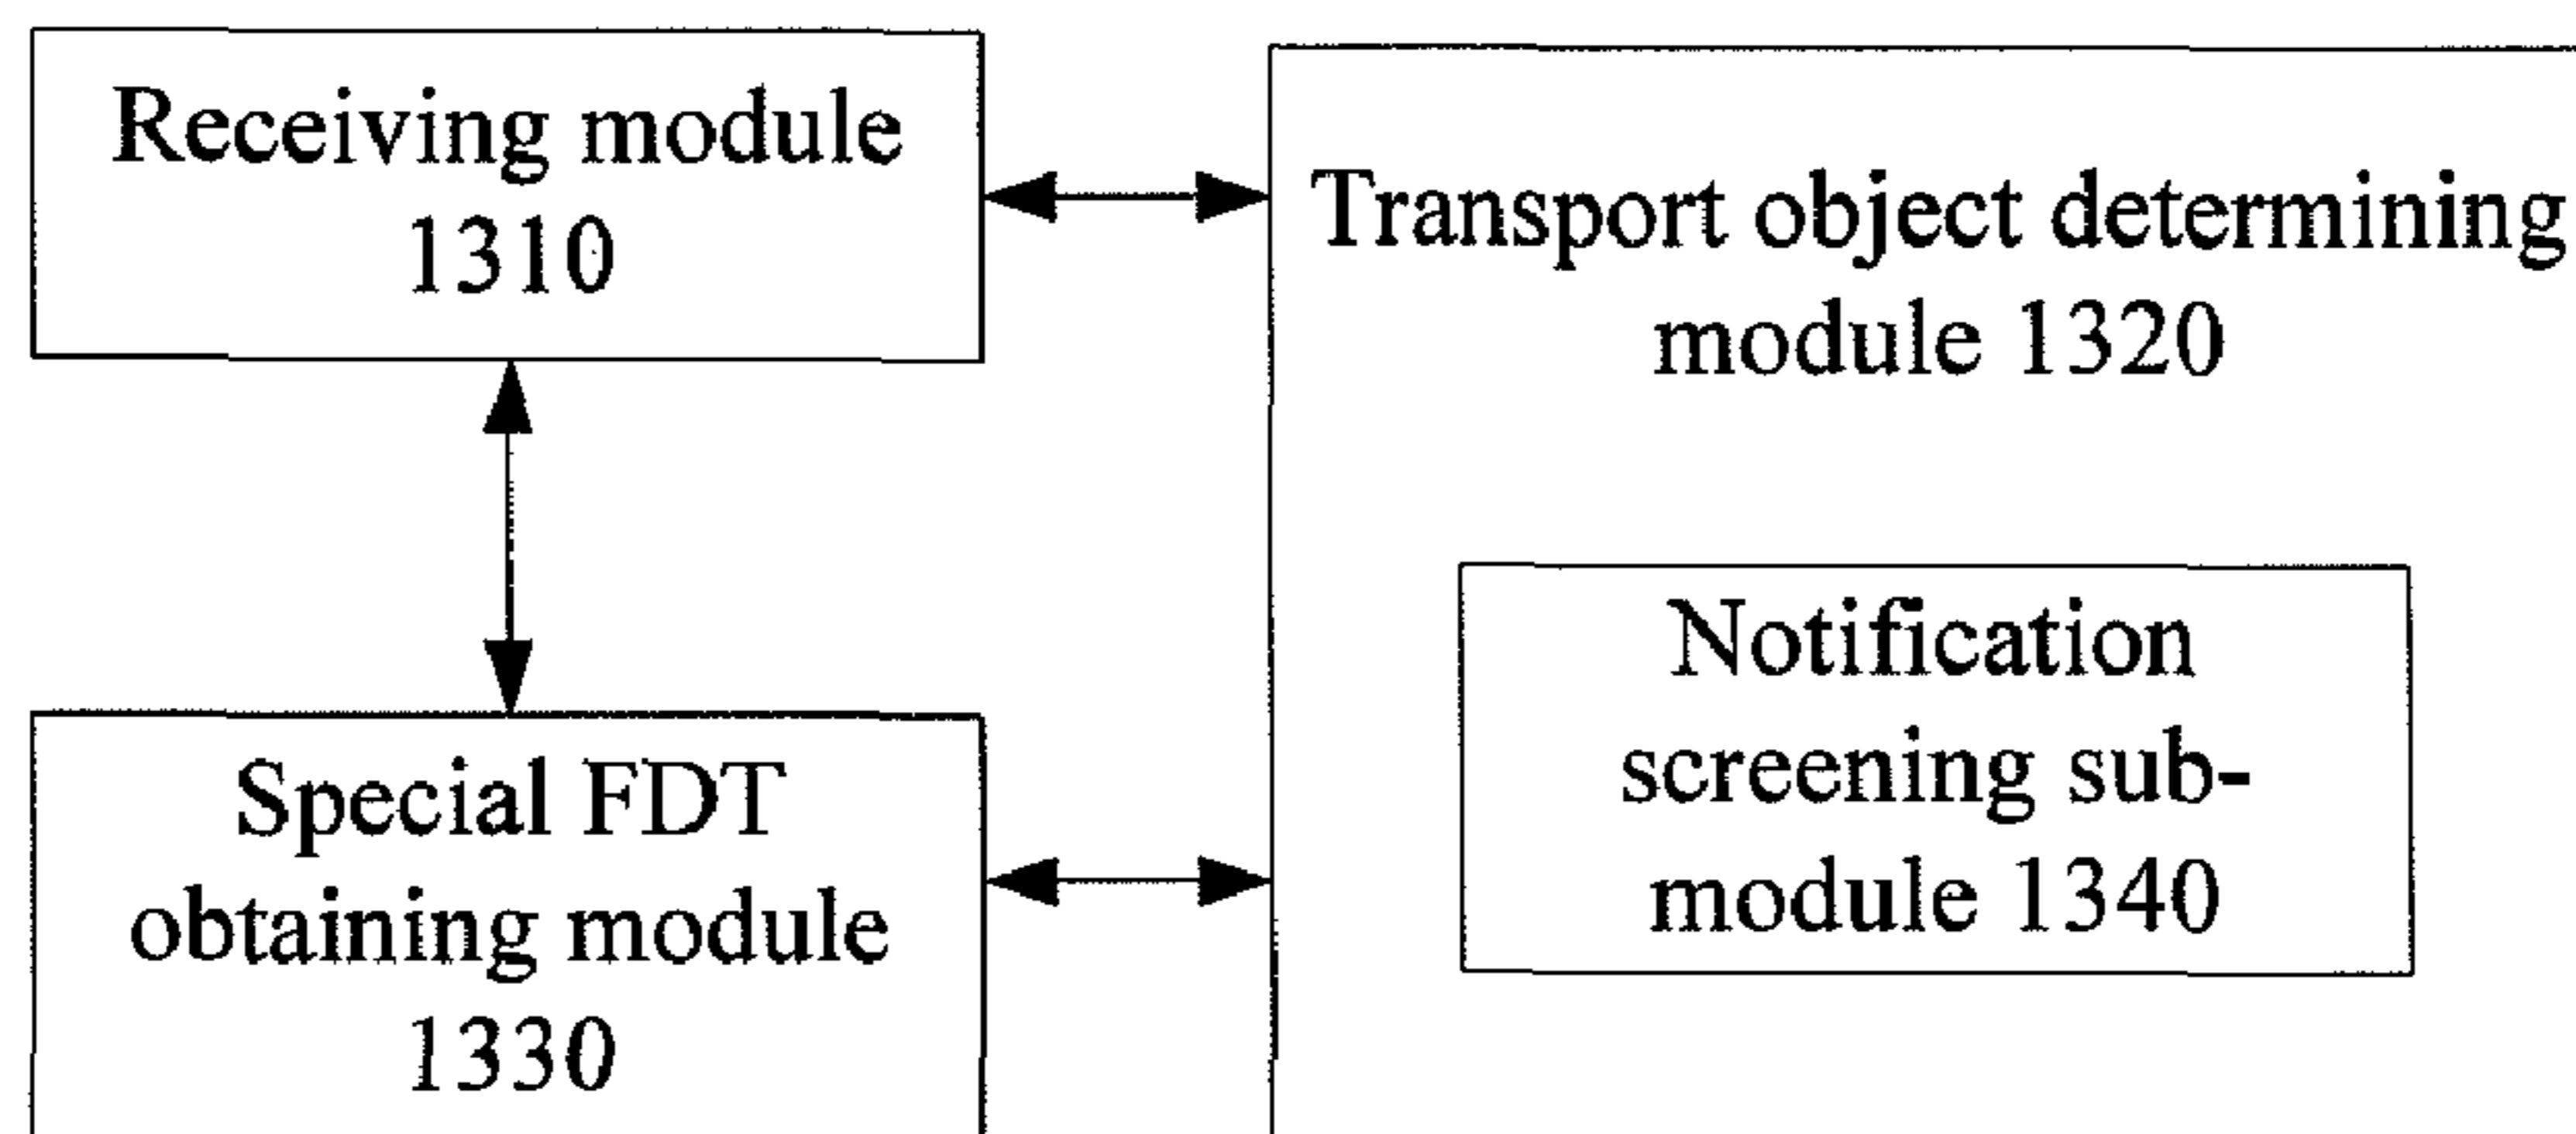 Receiving module
1310
Transport object determining
module 1320
Notification
screening sub-
module 1340
Special FDT
obtaining module
1330